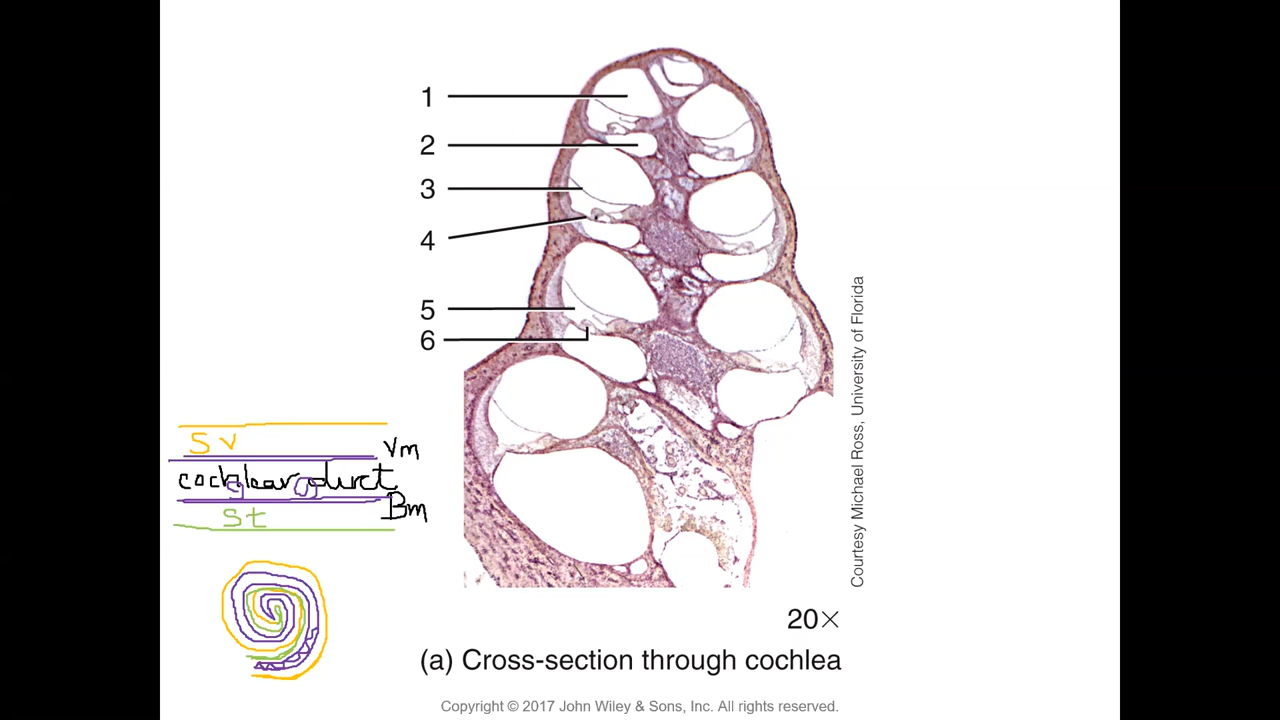 1
2
3
4
5
6
SV
Vm
cochlear duct
Bm
St
Courtesy Michael Ross, University of Florida
20×
(a) Cross-section through cochlea
Copyright © 2017 John Wiley & Sons, Inc. All rights reserved.